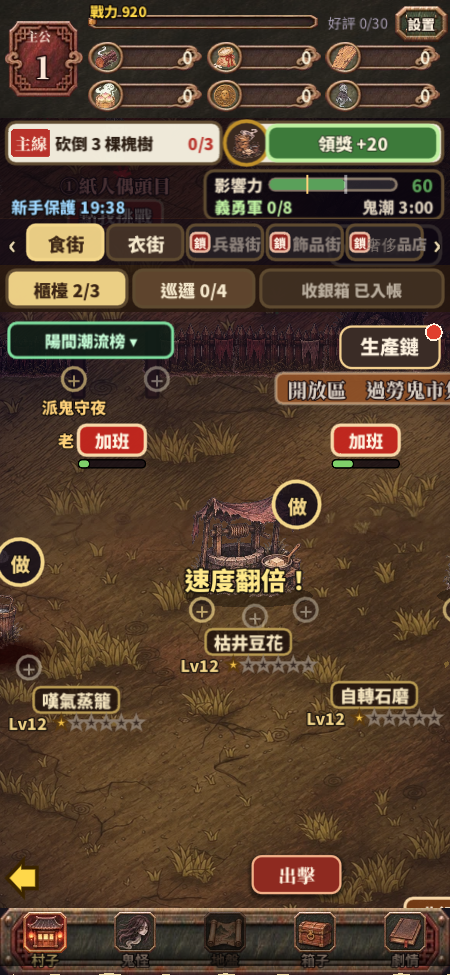 戰力.920
好評 0/30
設置
主公
1
0
0
0
0
0
0
主線 砍倒 3 棵槐樹 0/3
領獎 +20
紙人偶頭目
影響力 60
新手保護 19:38
義勇軍 0/8
鬼潮 3:00
‹
食街
衣街
鎖 兵器街
鎖 飾品街
鎖 奢侈品店
›
櫃檯 2/3
巡邏 0/4
收銀箱 已入帳
陽間潮流榜 ▾
生產鏈
開放區 過勞鬼市集
派鬼守夜
老
加班
加班
做
做
速度翻倍！
枯井豆花
Lv12 ★☆☆☆☆☆
嘆氣蒸籠
Lv12 ★☆☆☆☆☆
自轉石磨
Lv12 ★☆☆☆☆☆
出擊
村子
鬼怪
地盤
箱子
劇情